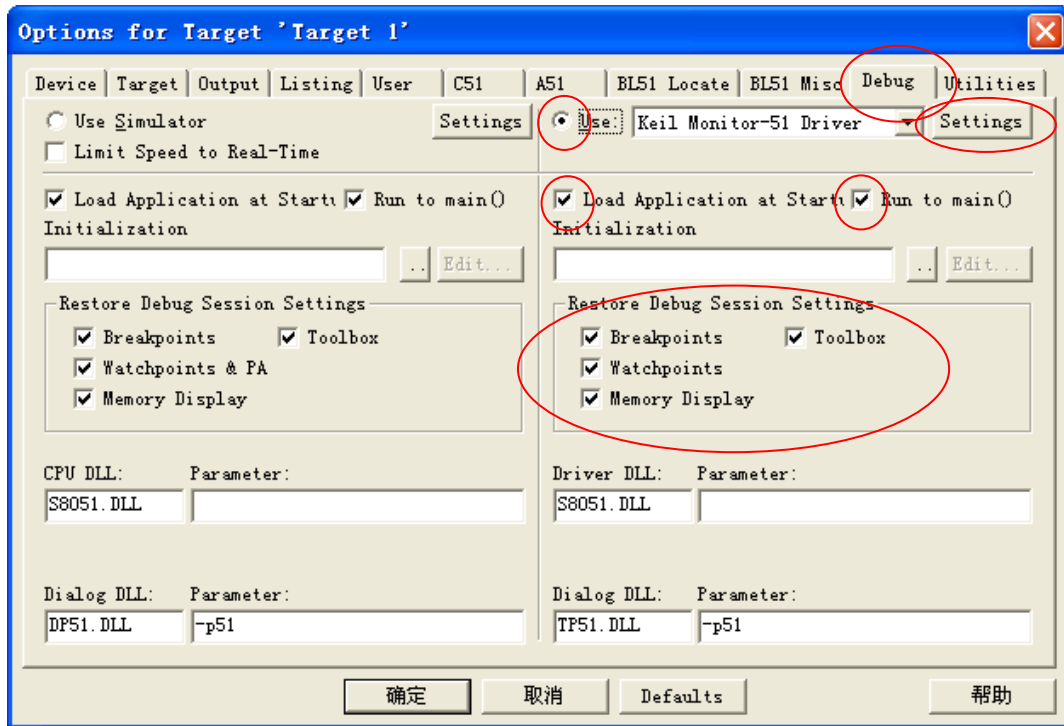 Options for Target 'Target 1'
Device Target Output Listing User C51 A51 BL51 Locate BL51 Misc Debug Utilities
Use Simulator Settings Use: Keil Monitor-51 Driver Settings
Limit Speed to Real-Time
Load Application at Startu Run to main() Load Application at Startu Run to main()
Initialization Initialization
.. Edit... .. Edit...
Restore Debug Session Settings Restore Debug Session Settings
Breakpoints Toolbox Breakpoints Toolbox
Watchpoints & PA Watchpoints
Memory Display Memory Display
CPU DLL: Parameter: Driver DLL: Parameter:
S8051.DLL S8051.DLL
Dialog DLL: Parameter: Dialog DLL: Parameter:
DP51.DLL -p51 TP51.DLL -p51
确定 取消 Defaults 帮助